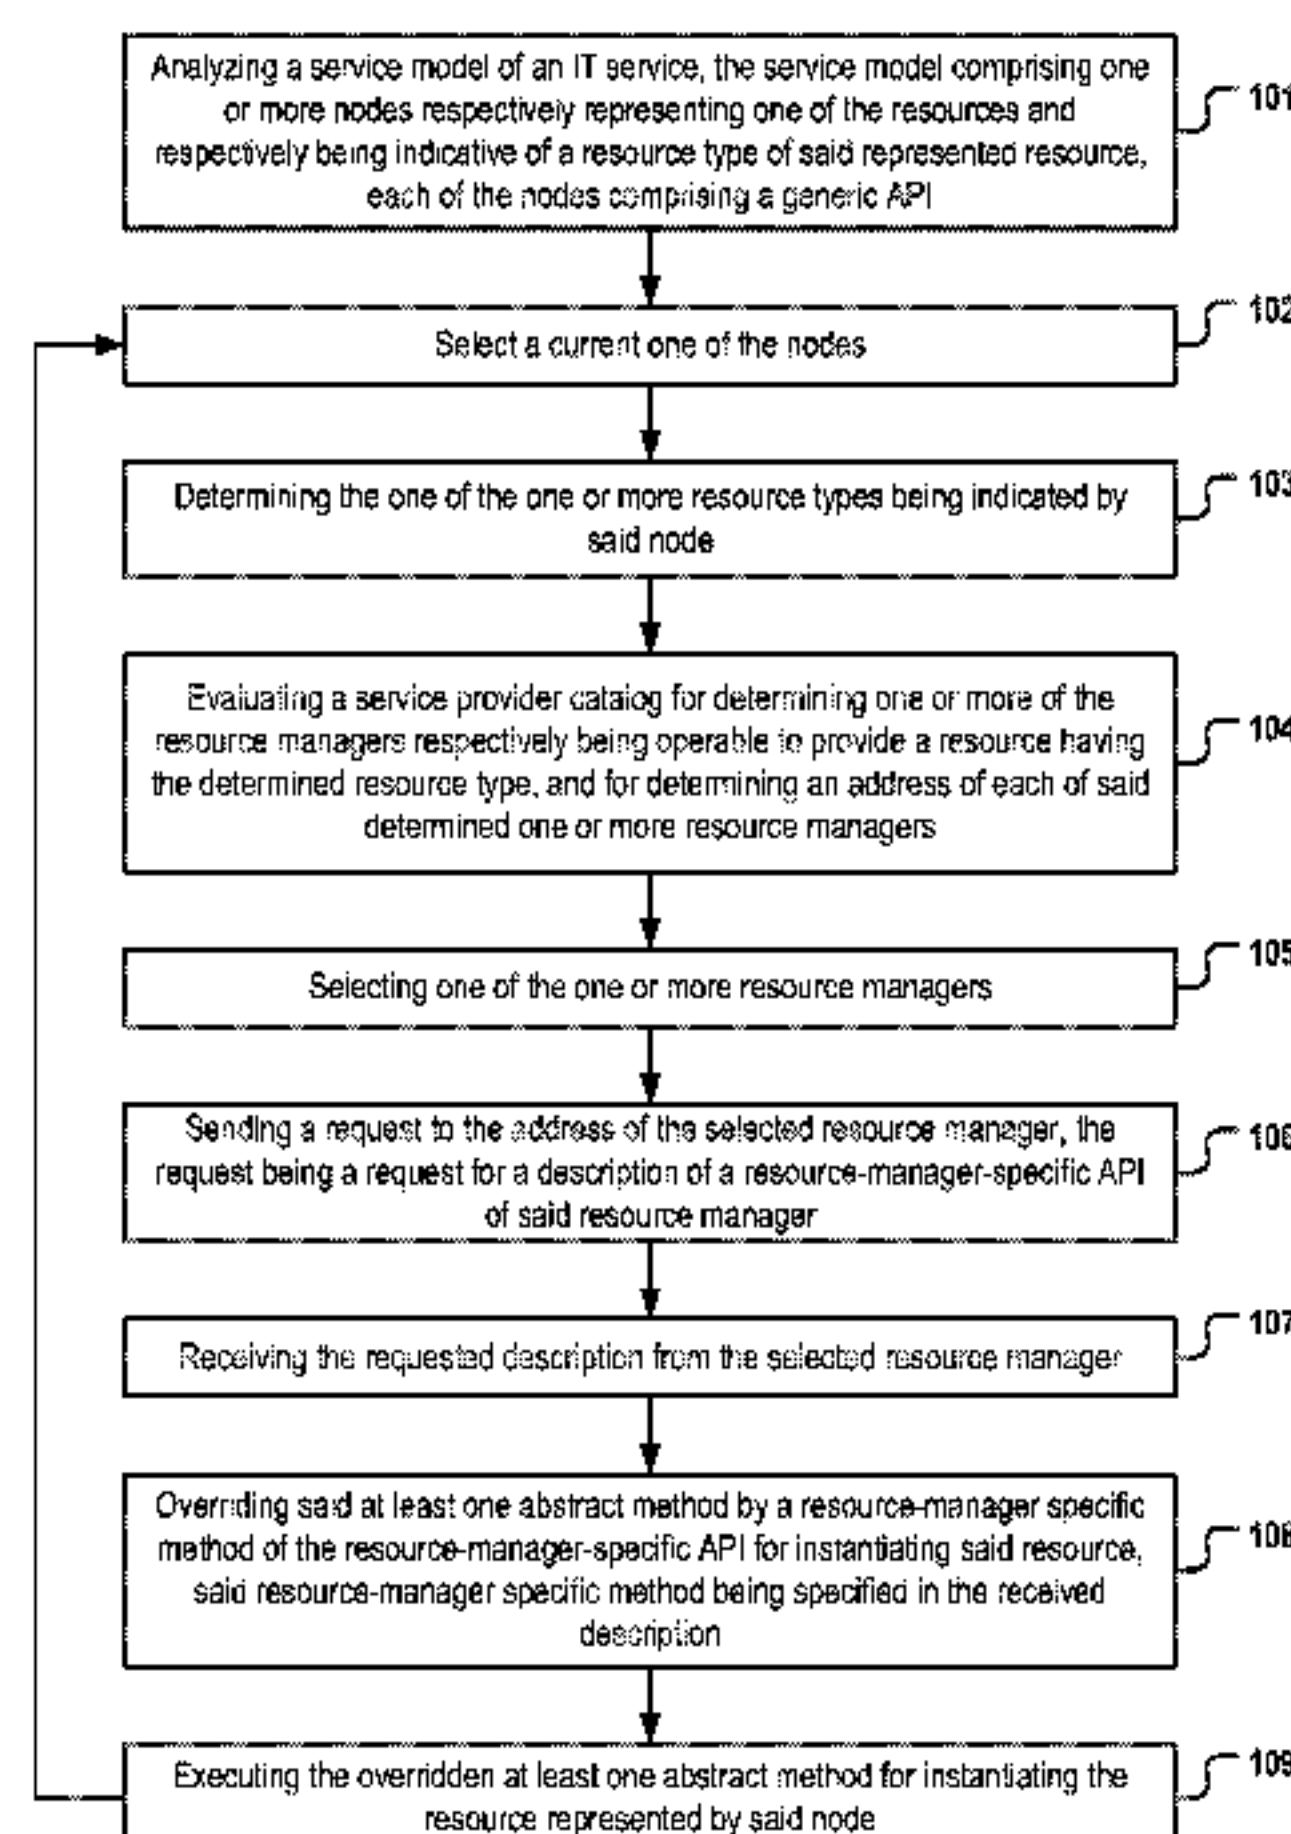 Analyzing a service model of an IT service, the service model comprising one
or more nodes respectively representing one of the resources and
respectively being indicative of a resource type of said represented resource,
each of the nodes comprising a generic API
101
Select a current one of the nodes
102
Determining the one of the one or more resource types being indicated by
said node
103
Evaluating a service provider catalog for determining one or more of the
resource managers respectively being operable to provide a resource having
the determined resource type, and for determining an address of each of said
determined one or more resource managers
104
Selecting one of the one or more resource managers
105
Sending a request to the address of the selected resource manager, the
request being a request for a description of a resource-manager-specific API
of said resource manager
106
Receiving the requested description from the selected resource manager
107
Overriding said at least one abstract method by a resource-manager specific
method of the resource-manager-specific API for instantiating said resource,
said resource-manager specific method being specified in the received
description
108
Executing the overridden at least one abstract method for instantiating the
resource represented by said node
109